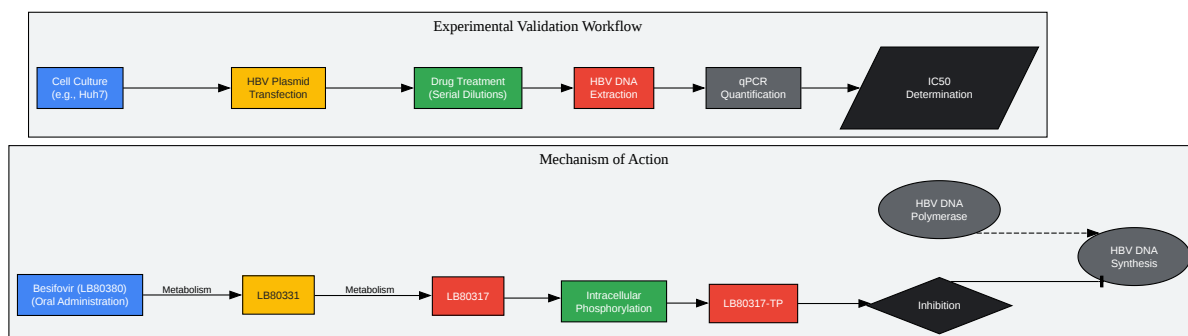 Experimental Validation Workflow
Cell Culture
(e.g., Huh7)
HBV Plasmid
Transfection
Drug Treatment
(Serial Dilutions)
HBV DNA
Extraction
qPCR
Quantification
IC50
Determination
Mechanism of Action
HBV DNA
Polymerase
HBV DNA
Synthesis
Besifovir (LB80380)
(Oral Administration)
Metabolism
LB80331
Metabolism
LB80317
Intracellular
Phosphorylation
LB80317-TP
Inhibition